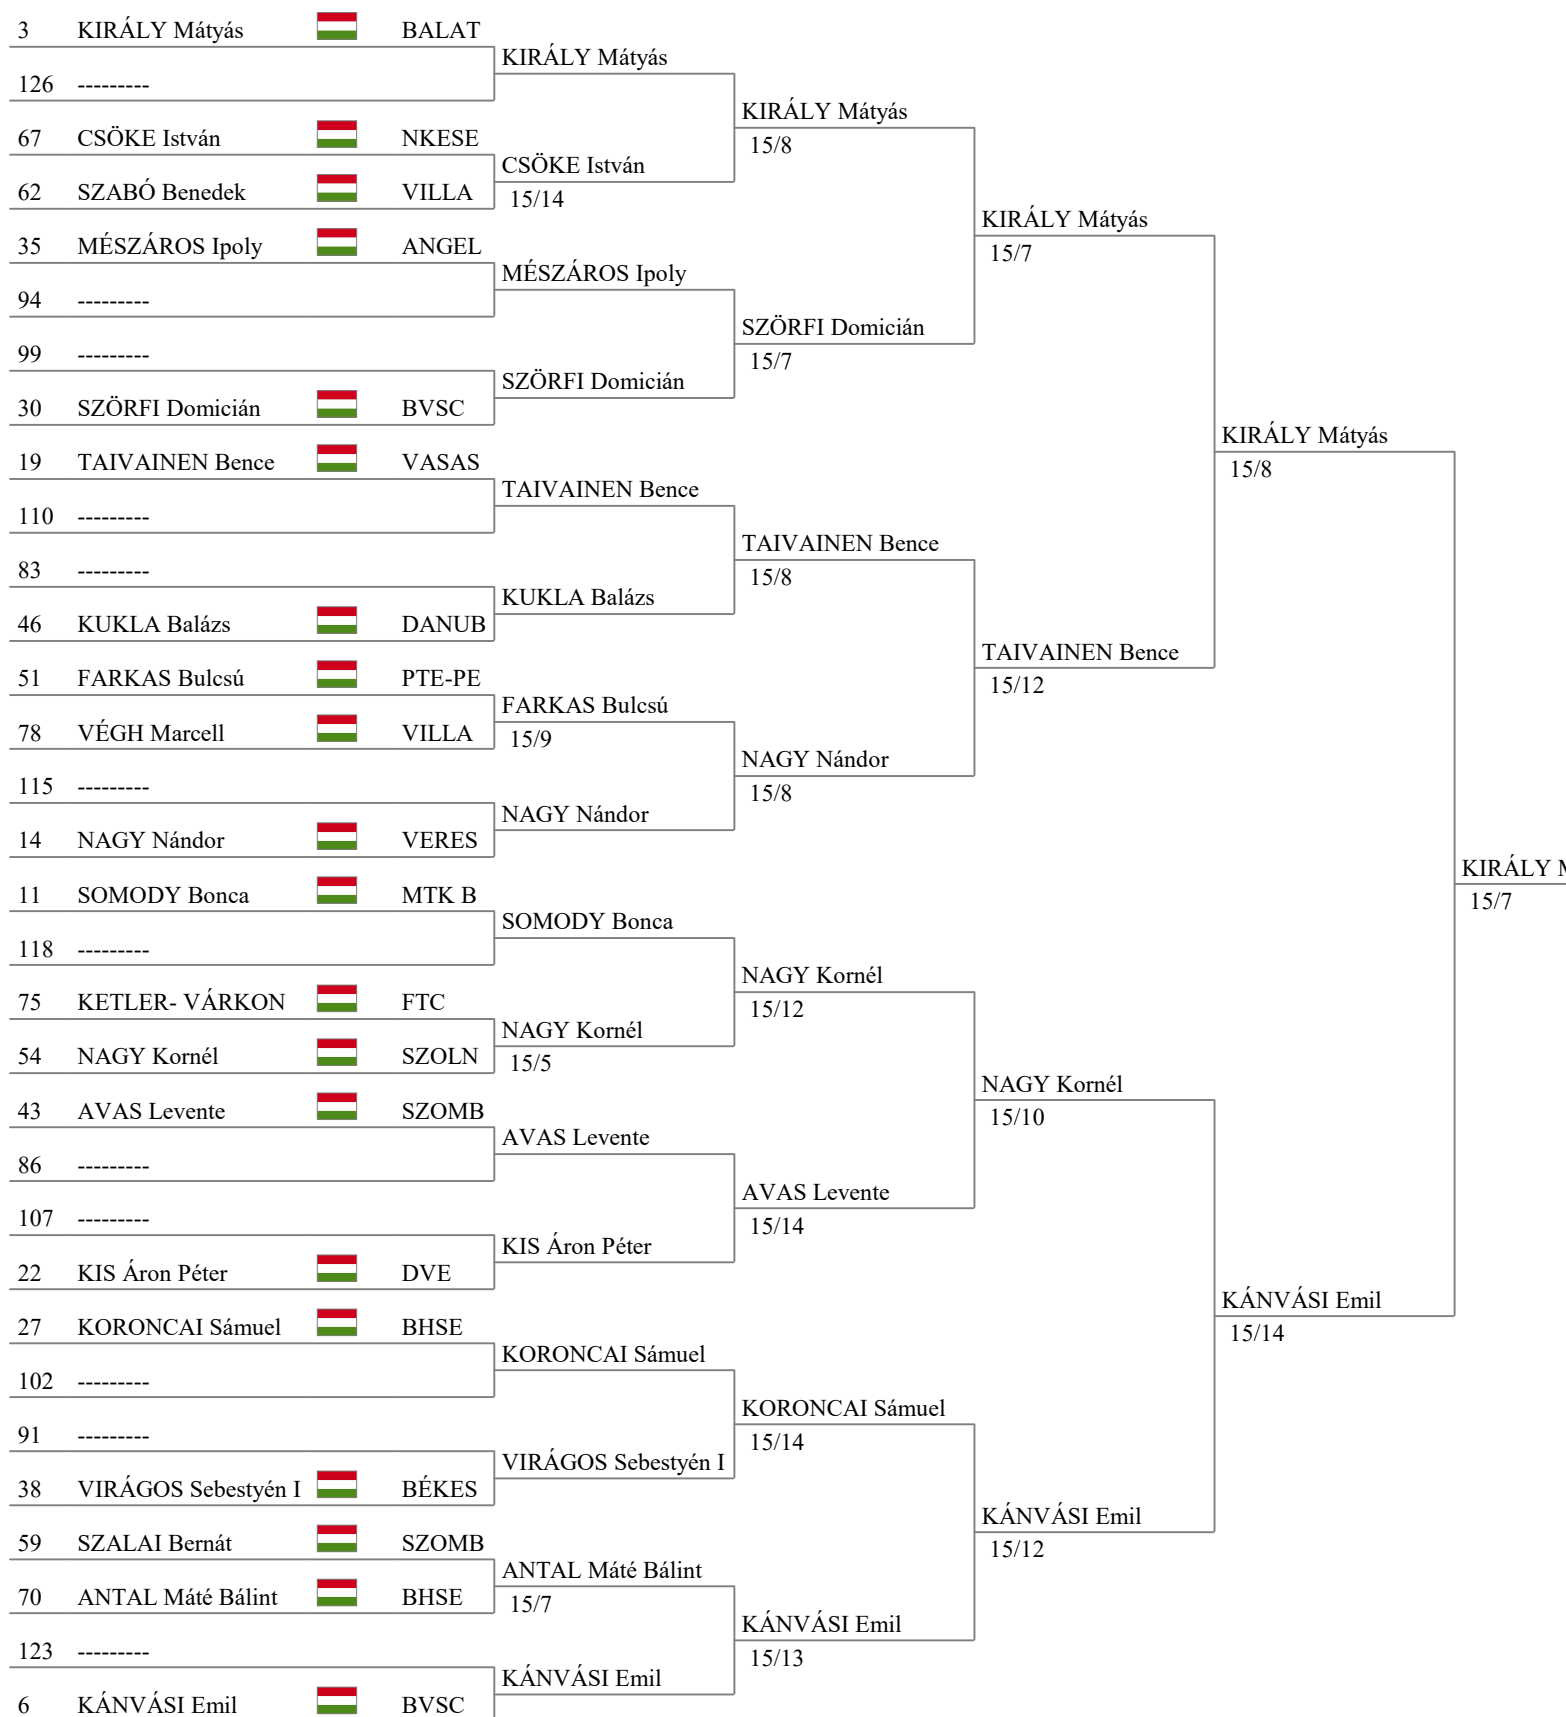 3 KIRÁLY Mátyás BALAT
KIRÁLY Mátyás
126 ---------
KIRÁLY Mátyás
15/8
67 CSÖKE István NKESE
CSÖKE István
15/14
62 SZABÓ Benedek VILLA
KIRÁLY Mátyás
15/7
35 MÉSZÁROS Ipoly ANGEL
MÉSZÁROS Ipoly
94 ---------
SZÖRFI Domicián
15/7
99 ---------
SZÖRFI Domicián
30 SZÖRFI Domicián BVSC
KIRÁLY Mátyás
15/8
19 TAIVAINEN Bence VASAS
TAIVAINEN Bence
110 ---------
TAIVAINEN Bence
15/8
83 ---------
KUKLA Balázs
46 KUKLA Balázs DANUB
TAIVAINEN Bence
15/12
51 FARKAS Bulcsú PTE-PE
FARKAS Bulcsú
15/9
78 VÉGH Marcell VILLA
NAGY Nándor
15/8
115 ---------
NAGY Nándor
14 NAGY Nándor VERES
KIRÁLY M
15/7
11 SOMODY Bonca MTK B
SOMODY Bonca
118 ---------
NAGY Kornél
15/12
75 KETLER- VÁRKON FTC
NAGY Kornél
15/5
54 NAGY Kornél SZOLN
NAGY Kornél
15/10
43 AVAS Levente SZOMB
AVAS Levente
86 ---------
AVAS Levente
15/14
107 ---------
KIS Áron Péter
22 KIS Áron Péter DVE
KÁNVÁSI Emil
15/14
27 KORONCAI Sámuel BHSE
KORONCAI Sámuel
102 ---------
KORONCAI Sámuel
15/14
91 ---------
VIRÁGOS Sebestyén I
38 VIRÁGOS Sebestyén I BÉKES
KÁNVÁSI Emil
15/12
59 SZALAI Bernát SZOMB
ANTAL Máté Bálint
15/7
70 ANTAL Máté Bálint BHSE
KÁNVÁSI Emil
15/13
123 ---------
KÁNVÁSI Emil
6 KÁNVÁSI Emil BVSC